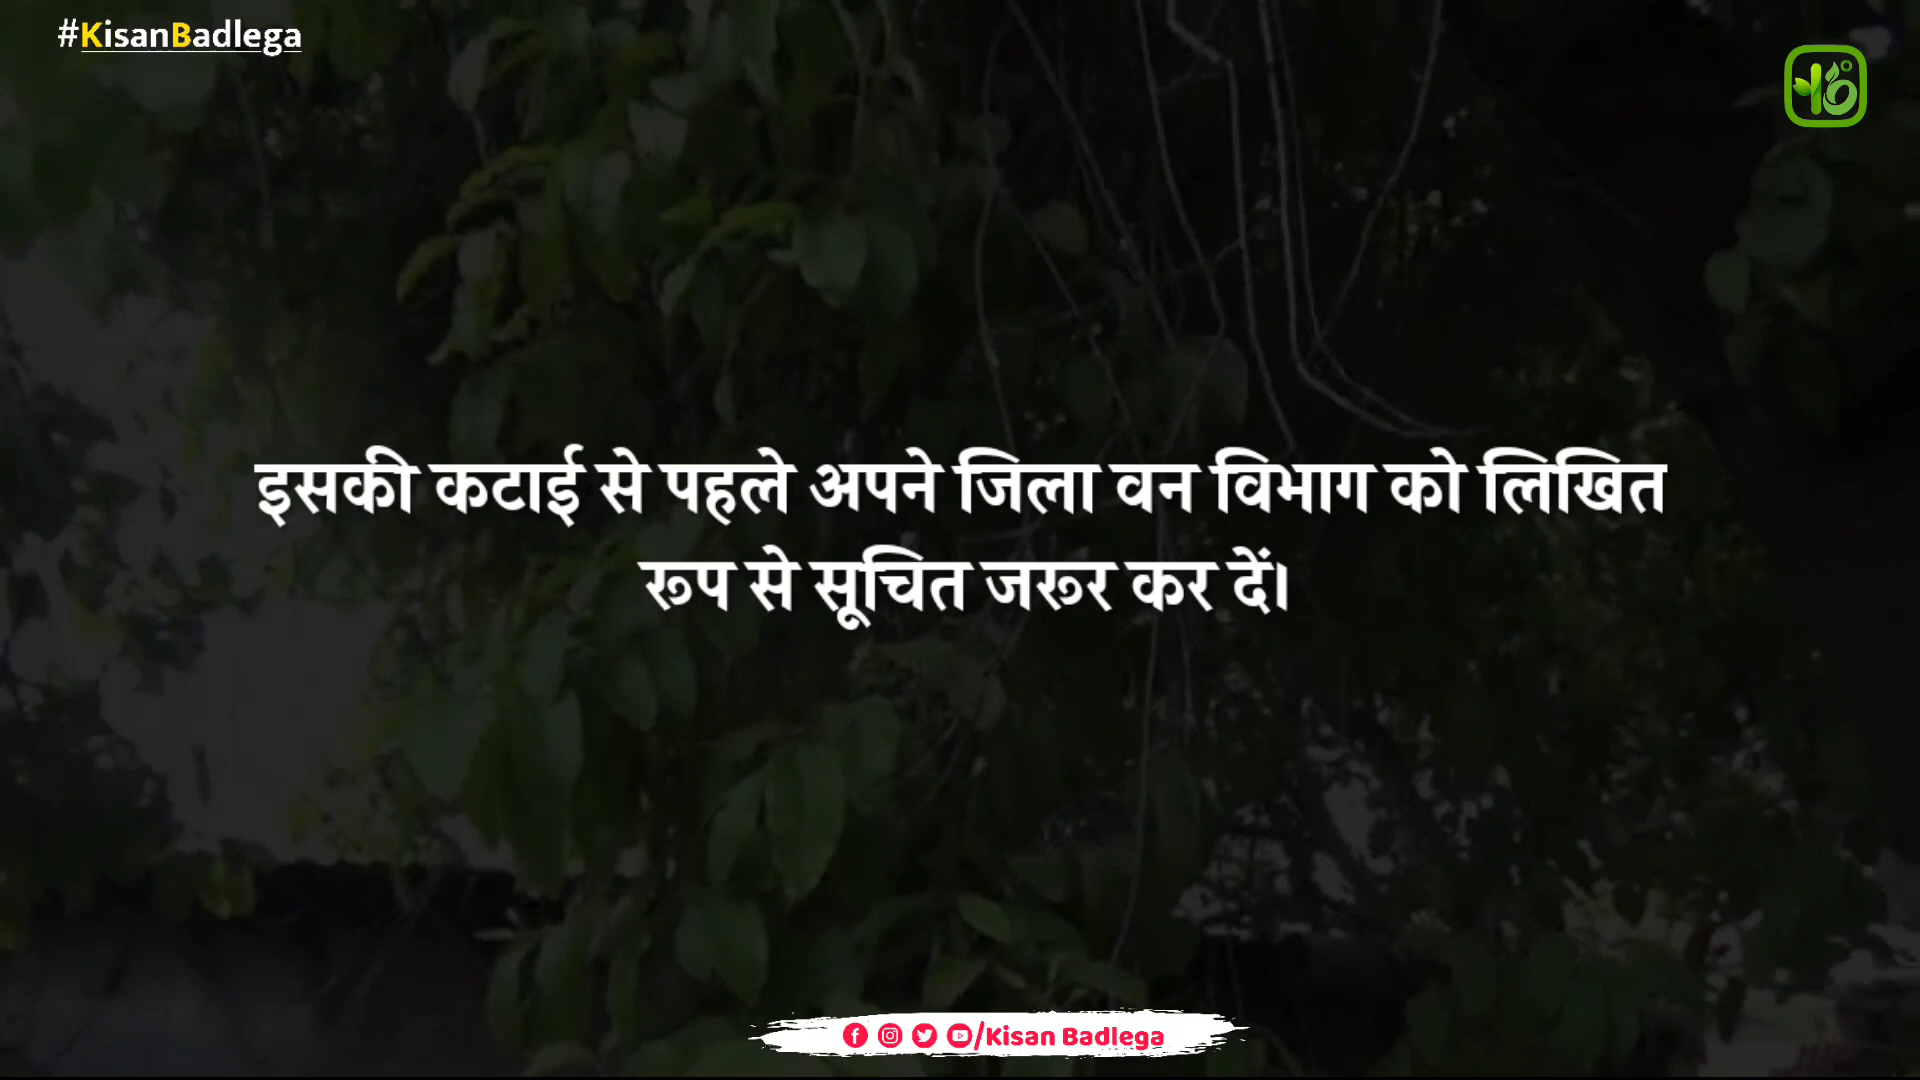 #KisanBadlega
इसकी कटाई से पहले अपने जिला वन विभाग को लिखित
रूप से सूचित जरूर कर दें।
/Kisan Badlega